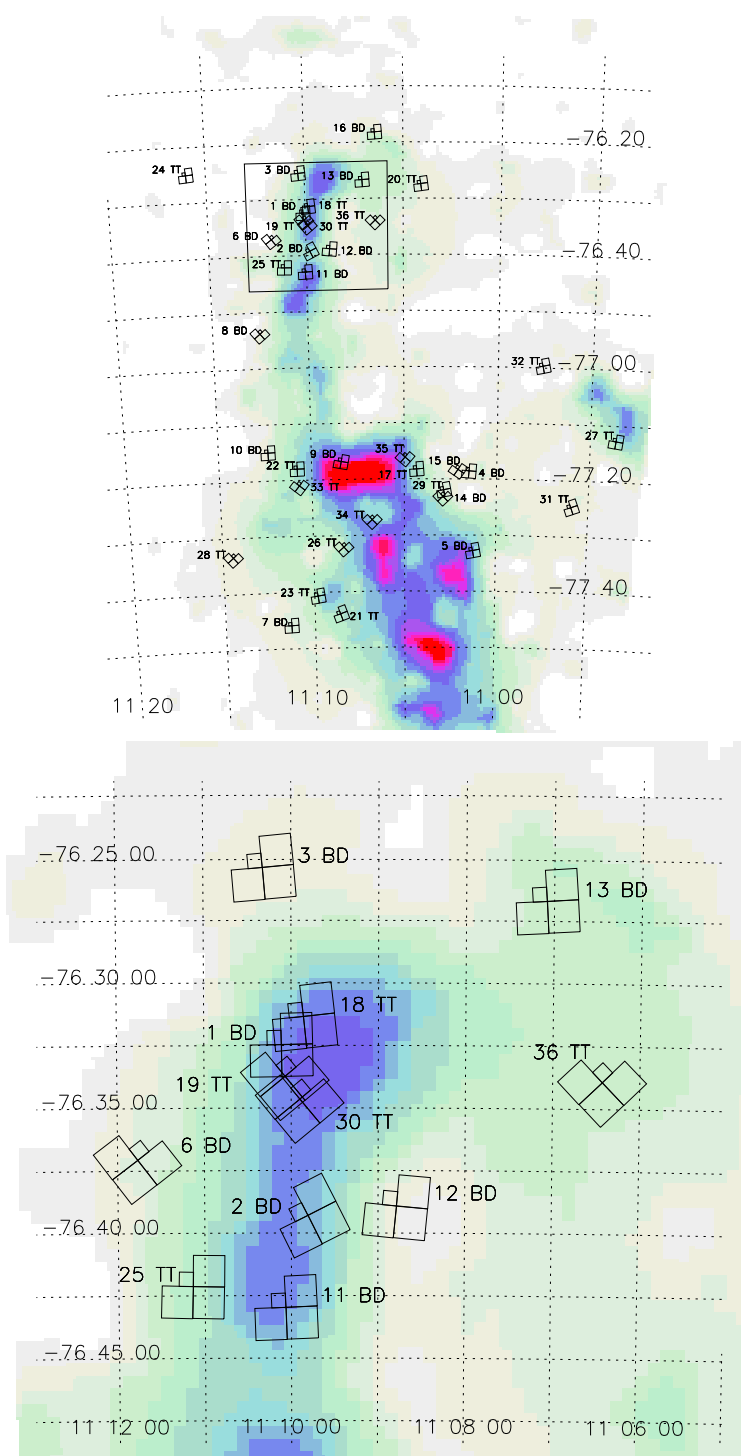 16 BD
−76.20
24 TT
3 BD
13 BD
20 TT
1 BD
18 TT
36 TT
19 TT
30 TT
6 BD
2 BD
12 BD
−76.40
25 TT
11 BD
8 BD
32 TT
−77.00
27 TT
10 BD
9 BD
35 TT
15 BD
22 TT
17 TT
4 BD
−77.20
33 TT
29 TT
14 BD
31 TT
34 TT
26 TT
5 BD
28 TT
−77.40
23 TT
21 TT
7 BD
11 20
11 10
11 00
−76.25 00
3 BD
13 BD
−76.30 00
18 TT
1 BD
36 TT
19 TT
−76.35 00
30 TT
6 BD
2 BD
12 BD
−76.40 00
25 TT
11 BD
−76.45 00
11 12 00
11 10 00
11 08 00
11 06 00